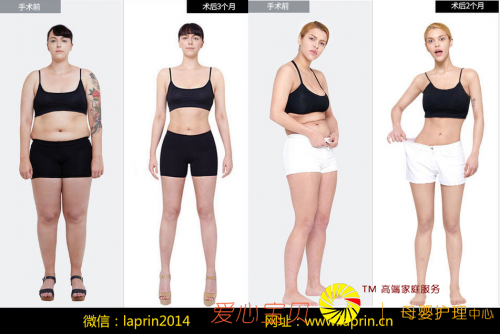 手术前
术后3个月
手术前
术后2个月
TM 高端家庭服务
爱心宝贝 | 母婴护理中心
微信：laprin2014
网址：www.laprin.cn